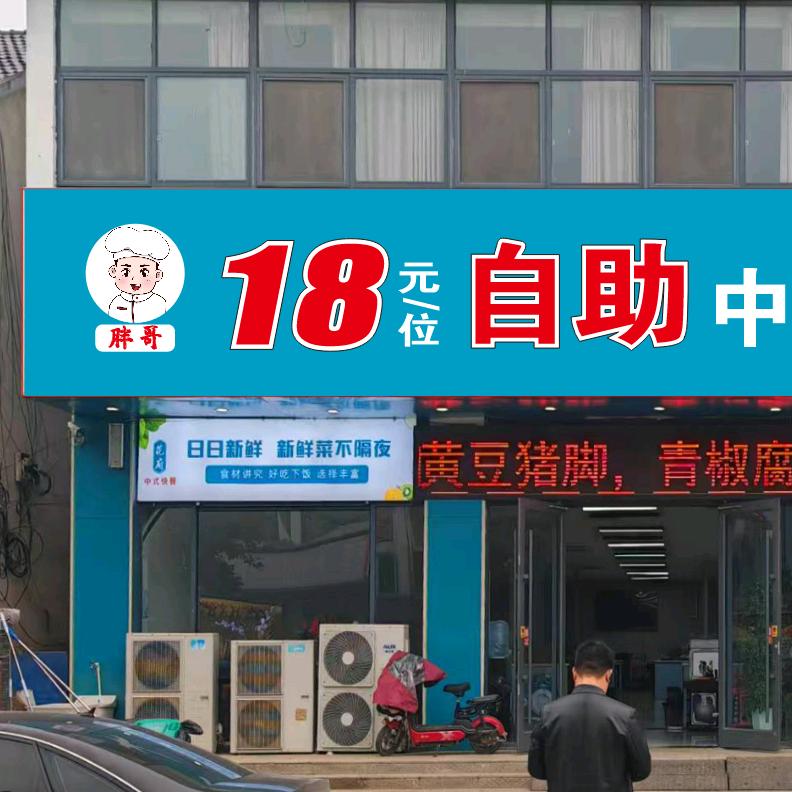 18元/位 自助 中
胖哥
日日新鲜 新鲜菜不隔夜
食材讲究 好吃下饭 选择丰富
中式快餐
黄豆猪脚，青椒腐
AUX